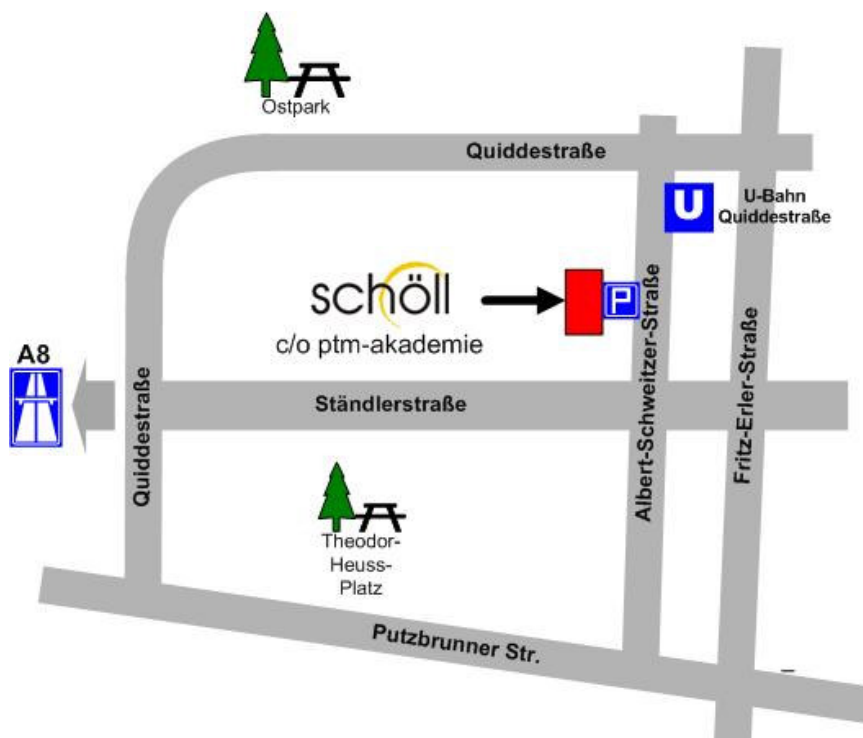 Ostpark
Quiddestraße
U
U-Bahn
Quiddestraße
schöll
c/o ptm-akademie
P
Albert-Schweitzer-Straße
Fritz-Erler-Straße
A8
Quiddestraße
Ständlerstraße
Theodor-
Heuss-
Platz
Putzbrunner Str.